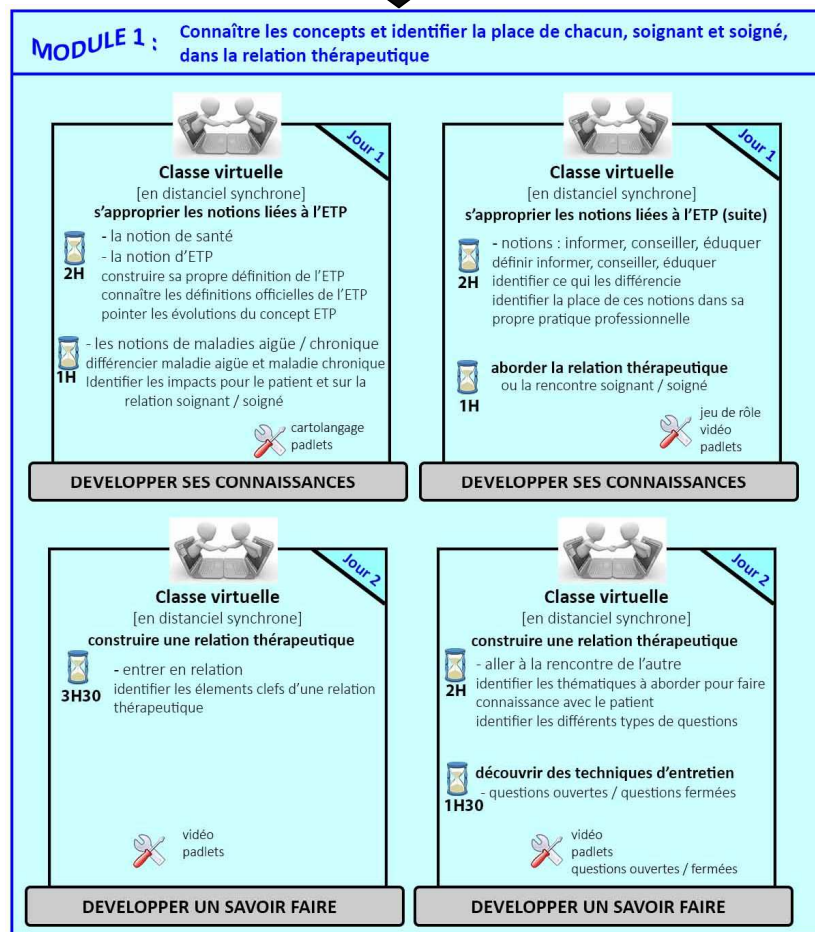 MODULE 1 :
Connaître les concepts et identifier la place de chacun, soignant et soigné,
dans la relation thérapeutique
Jour 1
Classe virtuelle
[en distanciel synchrone]
s'approprier les notions liées à l'ETP
2H
- la notion de santé
- la notion d'ETP
construire sa propre définition de l'ETP
connaître les définitions officielles de l'ETP
pointer les évolutions du concept ETP
1H
- les notions de maladies aigüe / chronique
différencier maladie aigüe et maladie chronique
Identifier les impacts pour le patient et sur la
relation soignant / soigné
cartolangage
padlets
DEVELOPPER SES CONNAISSANCES
Jour 1
Classe virtuelle
[en distanciel synchrone]
s'approprier les notions liées à l'ETP (suite)
2H
- notions : informer, conseiller, éduquer
définir informer, conseiller, éduquer
identifier ce qui les différencie
identifier la place de ces notions dans sa
propre pratique professionnelle
1H
aborder la relation thérapeutique
ou la rencontre soignant / soigné
jeu de rôle
vidéo
padlets
DEVELOPPER SES CONNAISSANCES
Jour 2
Classe virtuelle
[en distanciel synchrone]
construire une relation thérapeutique
3H30
- entrer en relation
identifier les élements clefs d'une relation
thérapeutique
vidéo
padlets
DEVELOPPER UN SAVOIR FAIRE
Jour 2
Classe virtuelle
[en distanciel synchrone]
construire une relation thérapeutique
2H
- aller à la rencontre de l'autre
identifier les thématiques à aborder pour faire
connaissance avec le patient
identifier les différents types de questions
1H30
découvrir des techniques d'entretien
- questions ouvertes / questions fermées
vidéo
padlets
questions ouvertes / fermées
DEVELOPPER UN SAVOIR FAIRE